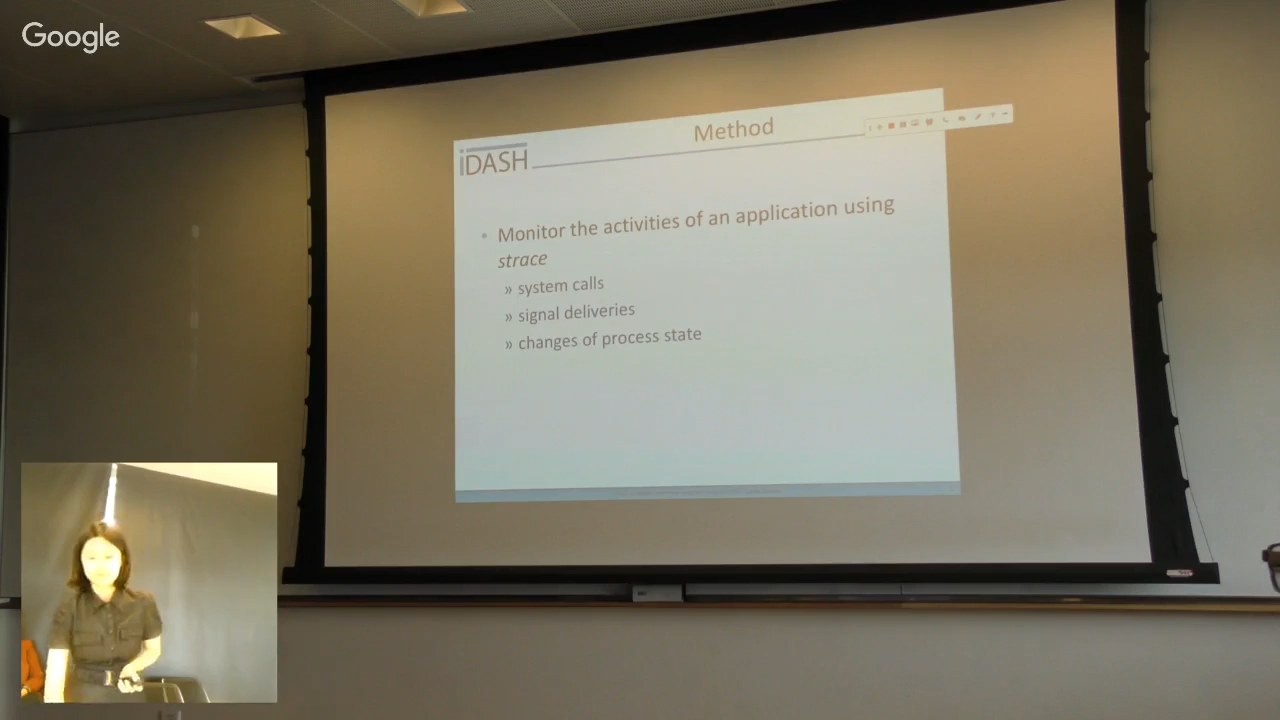 Google
Method
iDASH
• Monitor the activities of an application using
strace
» system calls
» signal deliveries
» changes of process state